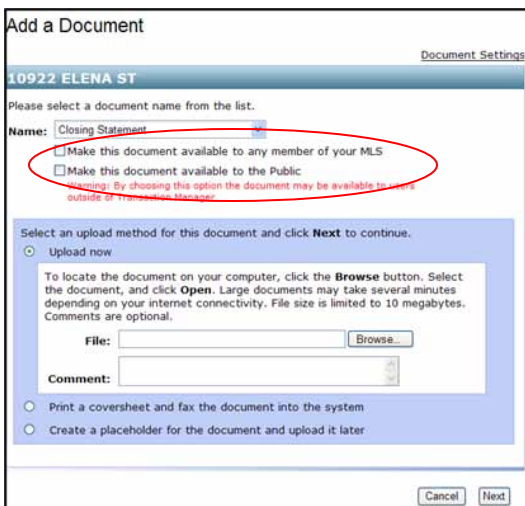 Add a Document
Document Settings
10922 ELENA ST
Please select a document name from the list.
Name: Closing Statement
Make this document available to any member of your MLS
Make this document available to the Public
Warning: By choosing this option the document may be available to users
outside of Transaction Manager
Select an upload method for this document and click Next to continue.
Upload now
To locate the document on your computer, click the Browse button. Select
the document, and click Open. Large documents may take several minutes
depending on your internet connectivity. File size is limited to 10 megabytes.
Comments are optional.
File: Browse...
Comment:
Print a coversheet and fax the document into the system
Create a placeholder for the document and upload it later
Cancel Next